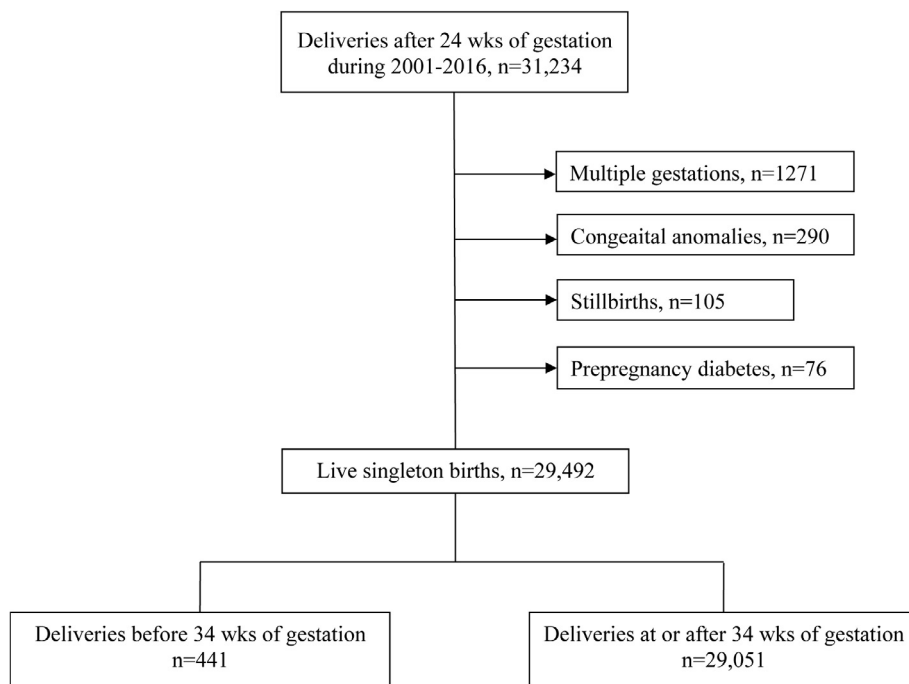 Deliveries after 24 wks of gestation
during 2001-2016, n=31,234
Multiple gestations, n=1271
Congeaital anomalies, n=290
Stillbirths, n=105
Prepregnancy diabetes, n=76
Live singleton births, n=29,492
Deliveries before 34 wks of gestation
n=441
Deliveries at or after 34 wks of gestation
n=29,051